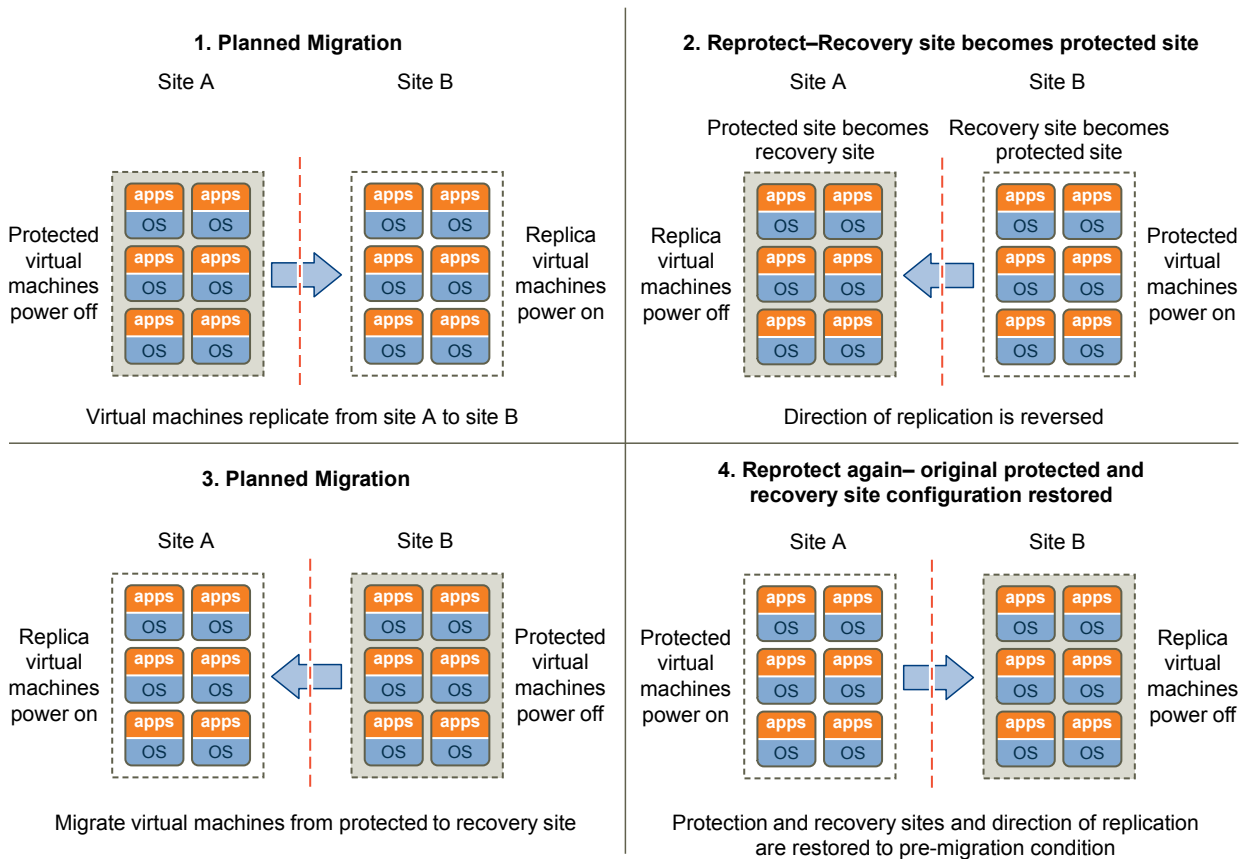 1. Planned Migration
Site A
Site B
Protected
virtual
machines
power off
apps apps
OS OS
apps apps
OS OS
apps apps
OS OS
apps apps
OS OS
apps apps
OS OS
apps apps
OS OS
Replica
virtual
machines
power on
Virtual machines replicate from site A to site B
2. Reprotect–Recovery site becomes protected site
Site A
Site B
Protected site becomes
recovery site
Recovery site becomes
protected site
Replica
virtual
machines
power off
apps apps
OS OS
apps apps
OS OS
apps apps
OS OS
apps apps
OS OS
apps apps
OS OS
apps apps
OS OS
Protected
virtual
machines
power on
Direction of replication is reversed
3. Planned Migration
Site A
Site B
Replica
virtual
machines
power on
apps apps
OS OS
apps apps
OS OS
apps apps
OS OS
apps apps
OS OS
apps apps
OS OS
apps apps
OS OS
Protected
virtual
machines
power off
Migrate virtual machines from protected to recovery site
4. Reprotect again– original protected and
recovery site configuration restored
Site A
Site B
Protected
virtual
machines
power on
apps apps
OS OS
apps apps
OS OS
apps apps
OS OS
apps apps
OS OS
apps apps
OS OS
apps apps
OS OS
Replica
virtual
machines
power off
Protection and recovery sites and direction of replication
are restored to pre-migration condition